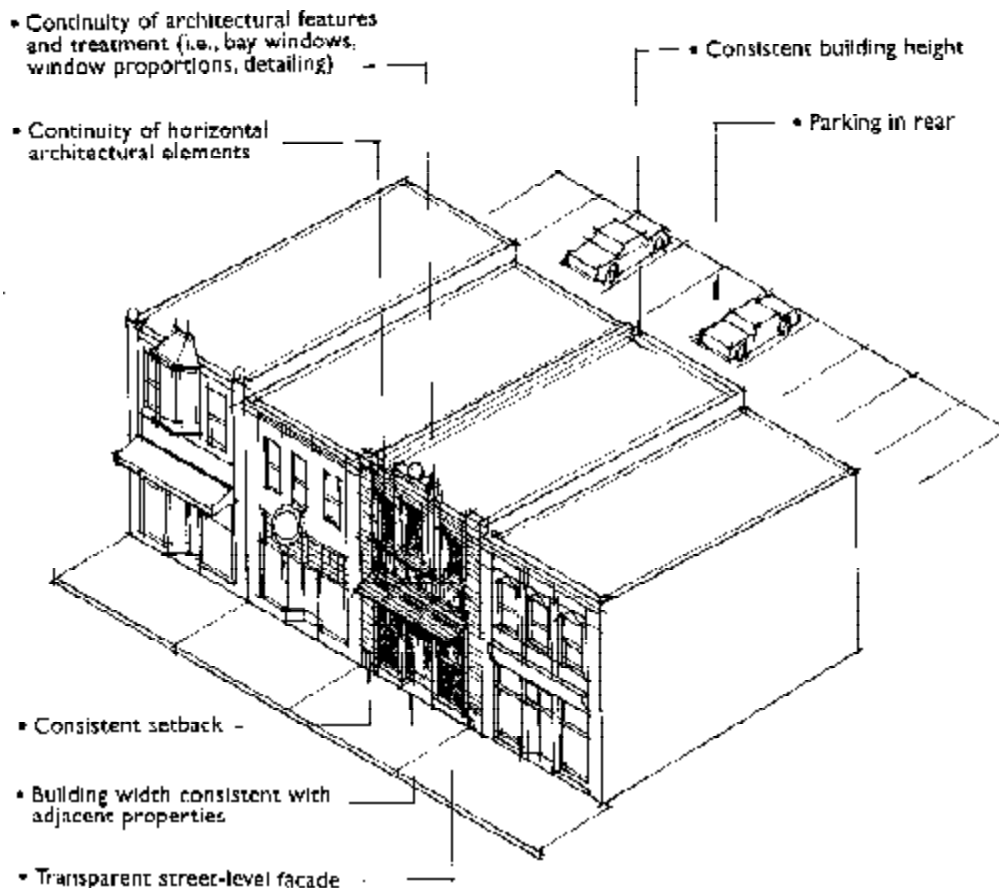 • Continuity of architectural features
and treatment (i.e., bay windows,
window proportions, detailing)
• Consistent building height
• Continuity of horizontal
architectural elements
• Parking in rear
• Consistent setback
• Building width consistent with
adjacent properties
• Transparent street-level facade